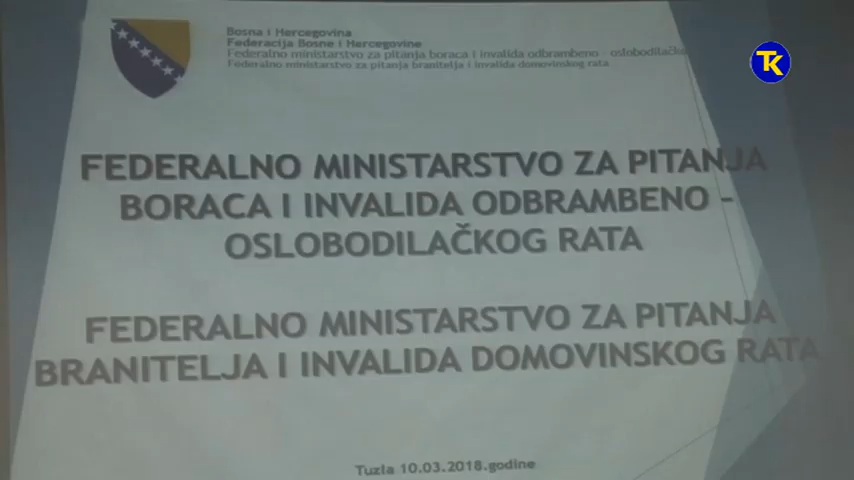 Bosna i Hercegovina
Federacija Bosne i Hercegovine
Federalno ministarstvo za pitanja boraca i invalida odbrambeno - oslobodilačko
Federalno ministarstvo za pitanja branitelja i invalida domovinskog rata
TK
FEDERALNO MINISTARSTVO ZA PITANJA
BORACA I INVALIDA ODBRAMBENO –
OSLOBODILAČKOG RATA
FEDERALNO MINISTARSTVO ZA PITANJA
BRANITELJA I INVALIDA DOMOVINSKOG RATA
Tuzla 10.03.2018.godine